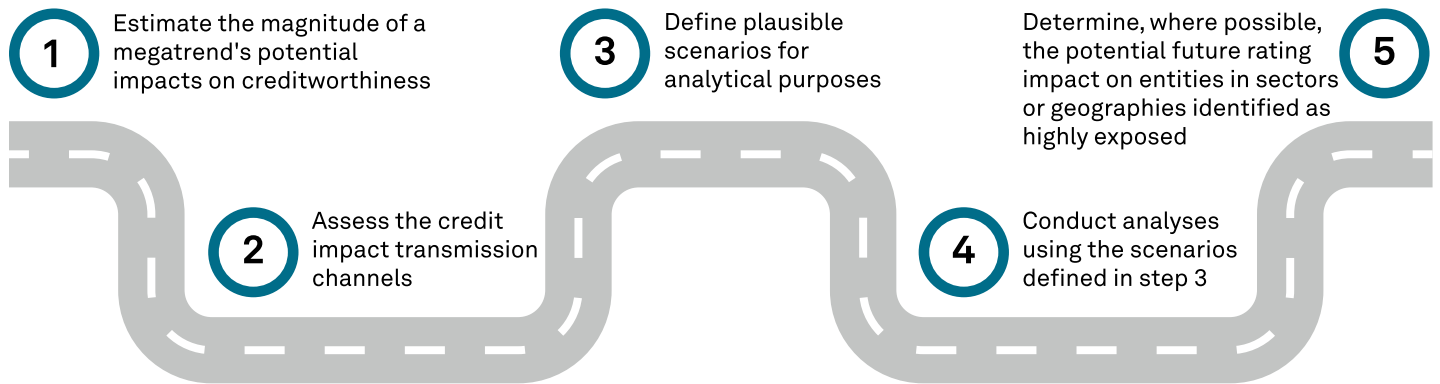 1
Estimate the magnitude of a
megatrend's potential
impacts on creditworthiness
2
Assess the credit
impact transmission
channels
3
Define plausible
scenarios for
analytical purposes
4
Conduct analyses
using the scenarios
defined in step 3
5
Determine, where possible,
the potential future rating
impact on entities in sectors
or geographies identified as
highly exposed